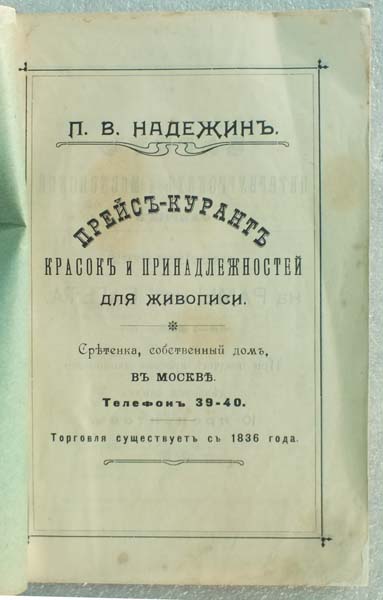 П. В. НАДЕЖИНЪ.
ПРЕЙСЪ-КУРАНТЪ
КРАСОКЪ и ПРИНАДЛЕЖНОСТЕЙ
ДЛЯ ЖИВОПИСИ.
Срѣтенка, собственный домъ,
ВЪ МОСКВѢ.
Телефонъ 39-40.
Торговля существуетъ съ 1836 года.